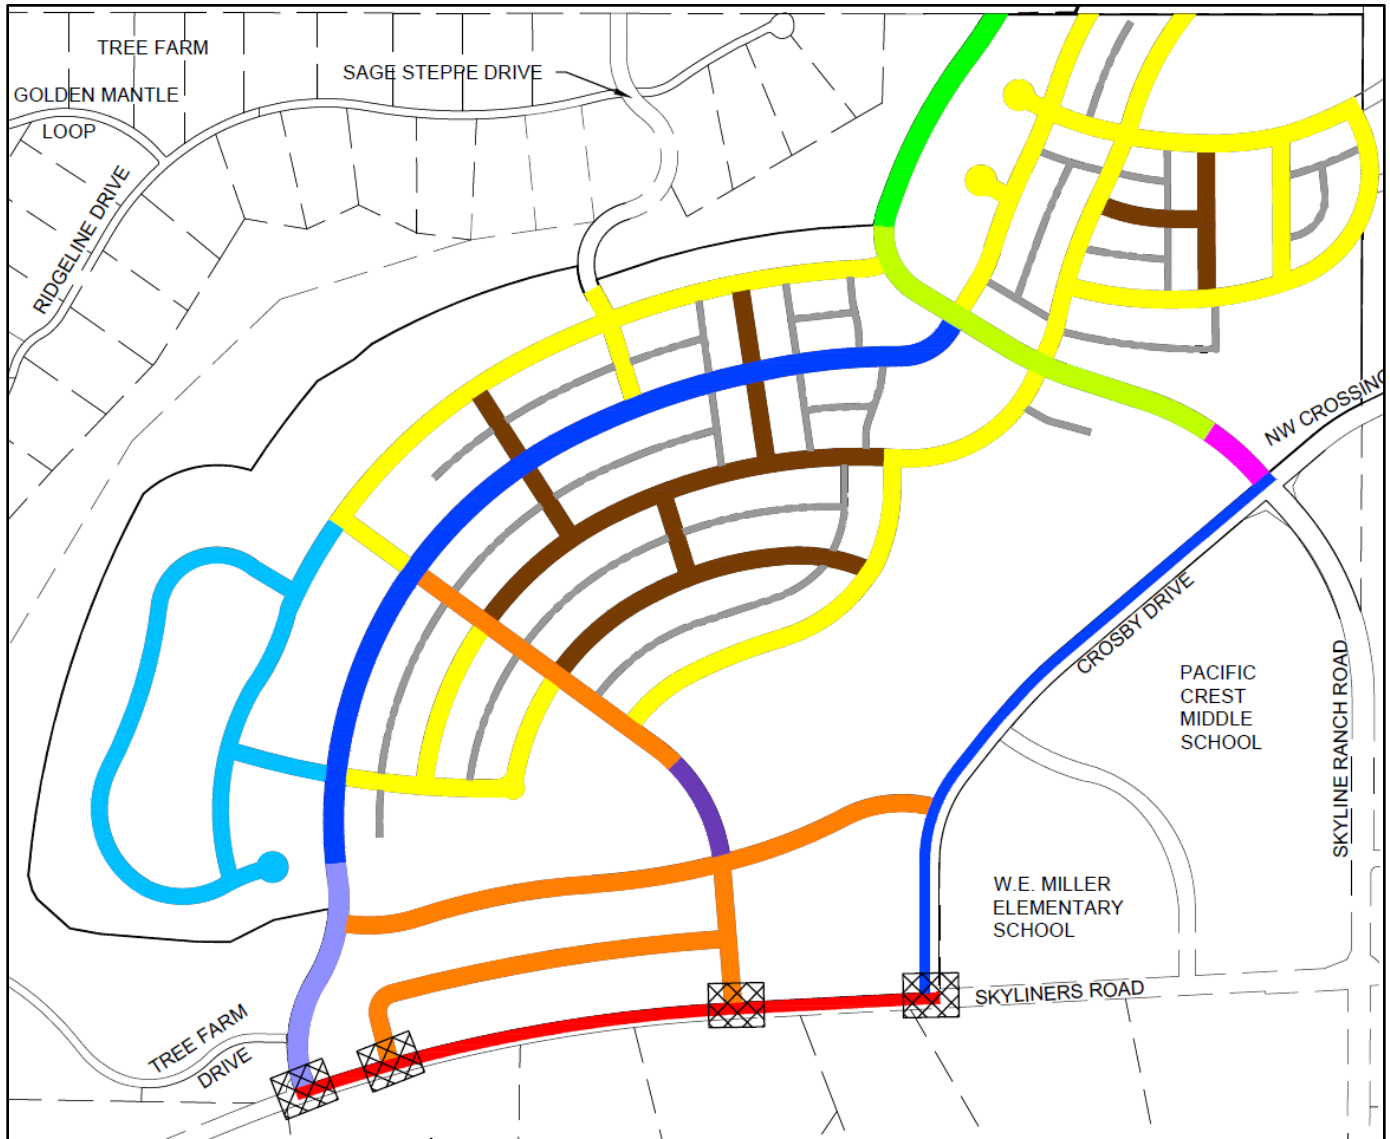 TREE FARM
SAGE STEPPE DRIVE
GOLDEN MANTLE
LOOP
RIDGELINE DRIVE
NW CROSSING
CROSBY DRIVE
PACIFIC
CREST
MIDDLE
SCHOOL
SKYLINE RANCH ROAD
W.E. MILLER
ELEMENTARY
SCHOOL
SKYLINERS ROAD
TREE FARM
DRIVE